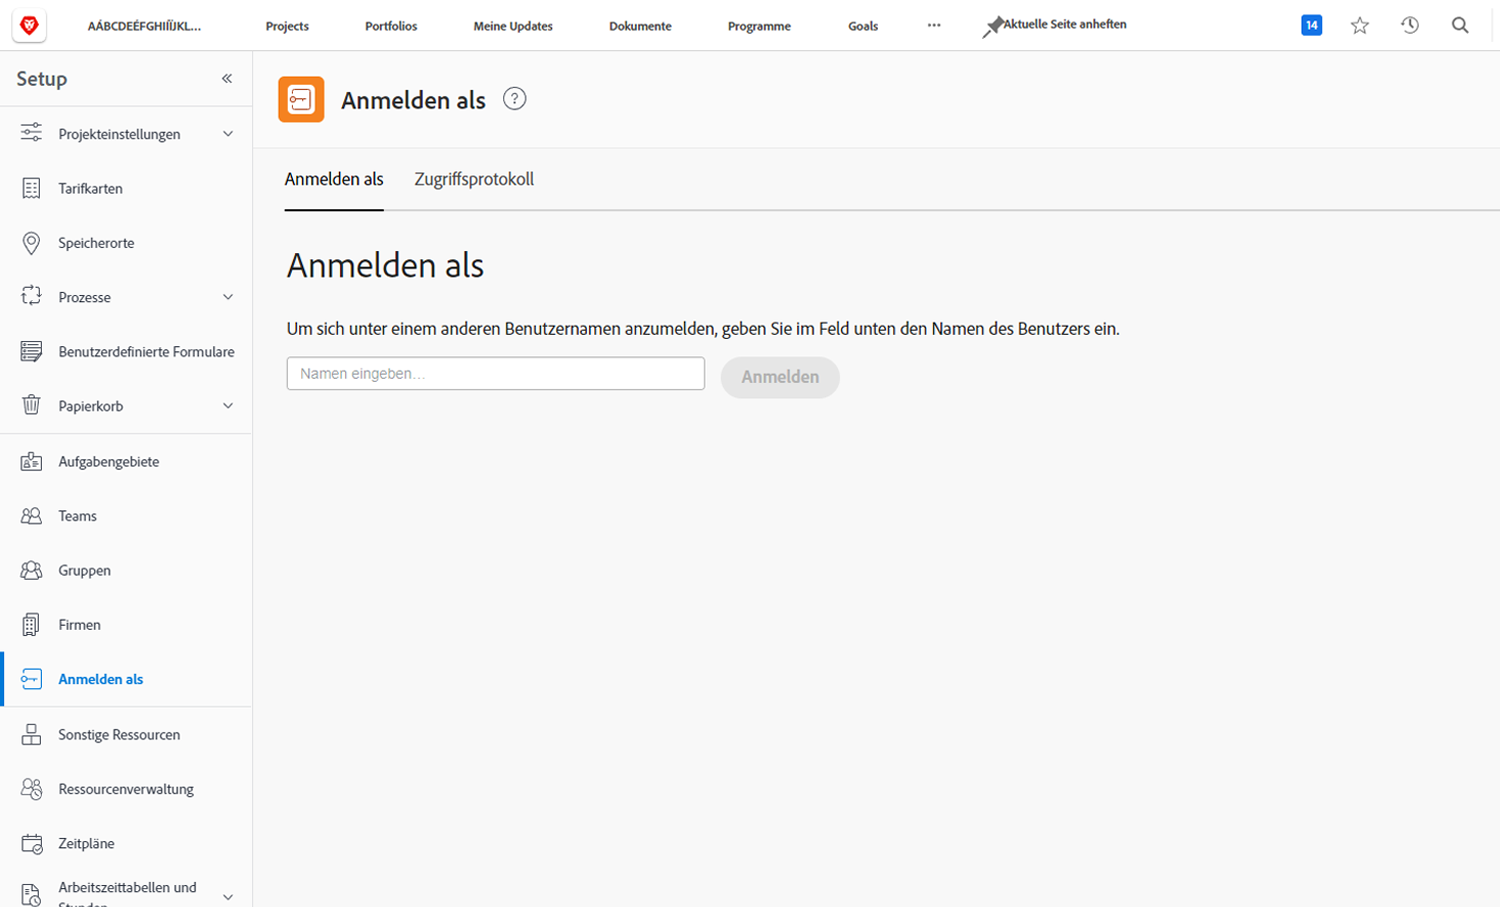 AÁBCDEÉFGHIÍÏJKL...
Projects
Portfolios
Meine Updates
Dokumente
Programme
Goals
Aktuelle Seite anheften
14
Setup
Projekteinstellungen
Tarifkarten
Speicherorte
Prozesse
Benutzerdefinierte Formulare
Papierkorb
Aufgabengebiete
Teams
Gruppen
Firmen
Anmelden als
Sonstige Ressourcen
Ressourcenverwaltung
Zeitpläne
Arbeitszeittabellen und
Anmelden als
Anmelden als
Zugriffsprotokoll
Anmelden als
Um sich unter einem anderen Benutzernamen anzumelden, geben Sie im Feld unten den Namen des Benutzers ein.
Namen eingeben...
Anmelden